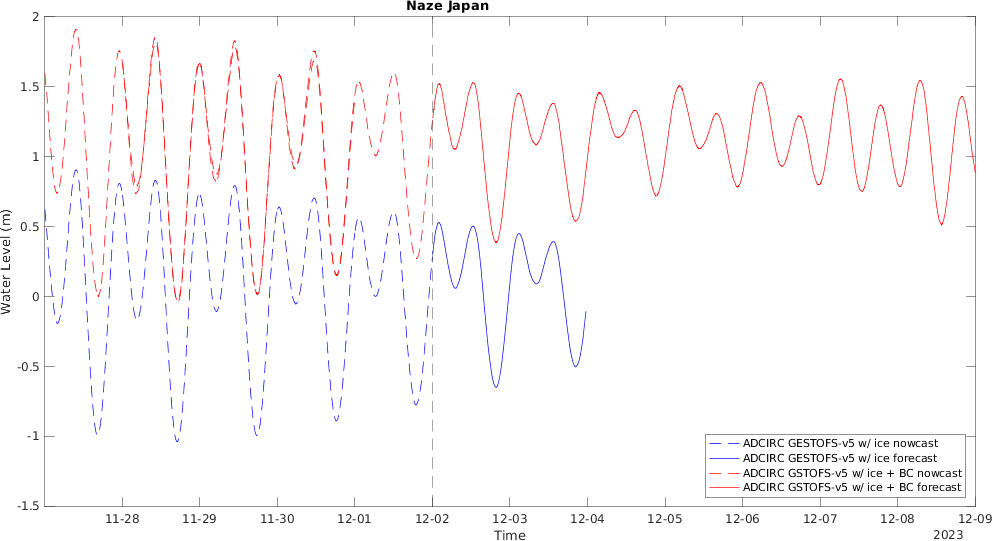 Naze Japan
2
1.5
1
0.5
0
-0.5
-1
-1.5
Water Level (m)
11-28 11-29 11-30 12-01 12-02 12-03 12-04 12-05 12-06 12-07 12-08 12-09
Time
2023
ADCIRC GESTOFS-v5 w/ ice nowcast
ADCIRC GESTOFS-v5 w/ ice forecast
ADCIRC GSTOFS-v5 w/ ice + BC nowcast
ADCIRC GSTOFS-v5 w/ ice + BC forecast